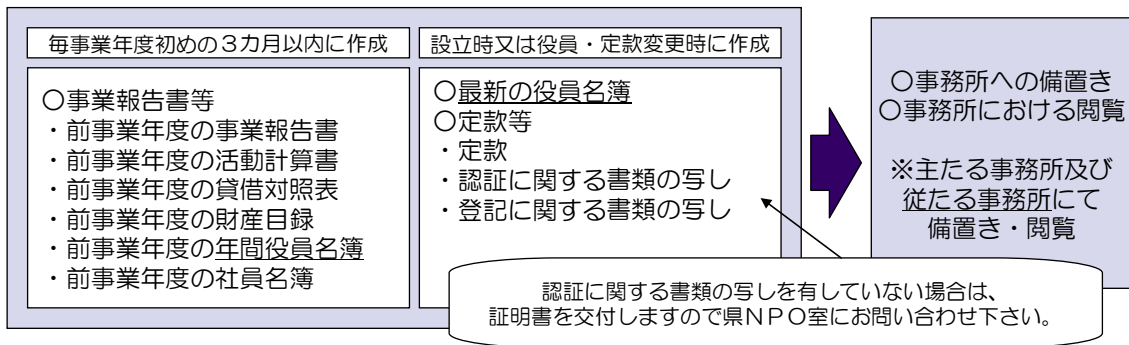 毎事業年度初めの３カ月以内に作成
○事業報告書等
・前事業年度の事業報告書
・前事業年度の活動計算書
・前事業年度の貸借対照表
・前事業年度の財産目録
・前事業年度の年間役員名簿
・前事業年度の社員名簿
設立時又は役員・定款変更時に作成
○最新の役員名簿
○定款等
・定款
・認証に関する書類の写し
・登記に関する書類の写し
認証に関する書類の写しを有していない場合は、
証明書を交付しますので県ＮＰＯ室にお問い合わせ下さい。
○事務所への備置き
○事務所における閲覧
※主たる事務所及び
従たる事務所にて
備置き・閲覧